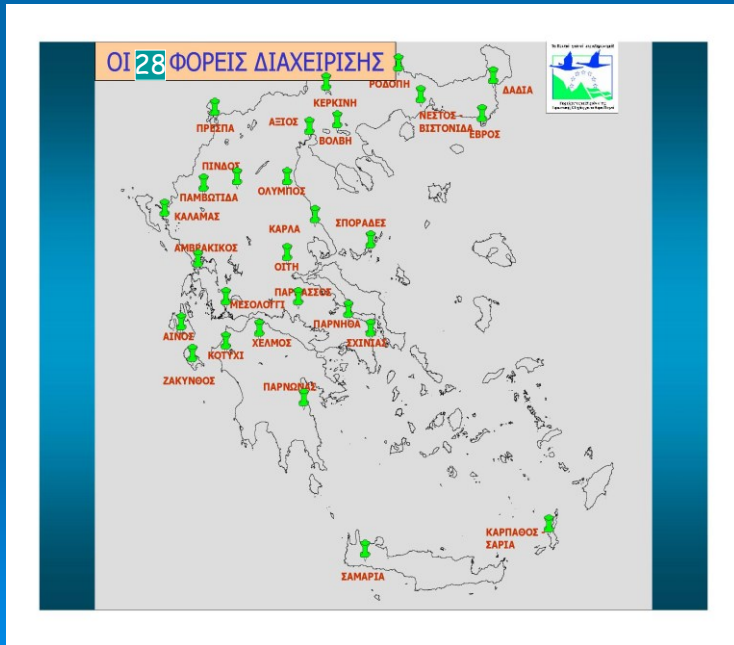 ΟΙ 28 ΦΟΡΕΙΣ ΔΙΑΧΕΙΡΙΣΗΣ
ΡΟΔΟΠΗ
ΔΑΔΙΑ
ΚΕΡΚΙΝΗ
ΝΕΣΤΟΣ
ΒΙΣΤΟΝΙΔΑ
ΠΡΕΣΠΑ
ΑΞΙΟΣ
ΒΟΛΒΗ
ΕΒΡΟΣ
ΠΙΝΔΟΣ
ΠΑΜΒΩΤΙΔΑ
ΟΛΥΜΠΟΣ
ΚΑΛΑΜΑΣ
ΚΑΡΛΑ
ΣΠΟΡΑΔΕΣ
ΑΜΒΡΑΚΙΚΟΣ
ΟΙΤΗ
ΜΕΣΟΛΟΓΓΙ
ΠΑΡΝΑΣΣΟΣ
ΠΑΡΝΗΘΑ
ΑΙΝΟΣ
ΚΟΤΥΧΙ
ΧΕΛΜΟΣ
ΣΧΙΝΙΑΣ
ΖΑΚΥΝΘΟΣ
ΠΑΡΝΩΝΑΣ
ΚΑΡΠΑΘΟΣ
ΣΑΡΙΑ
ΣΑΜΑΡΙΑ